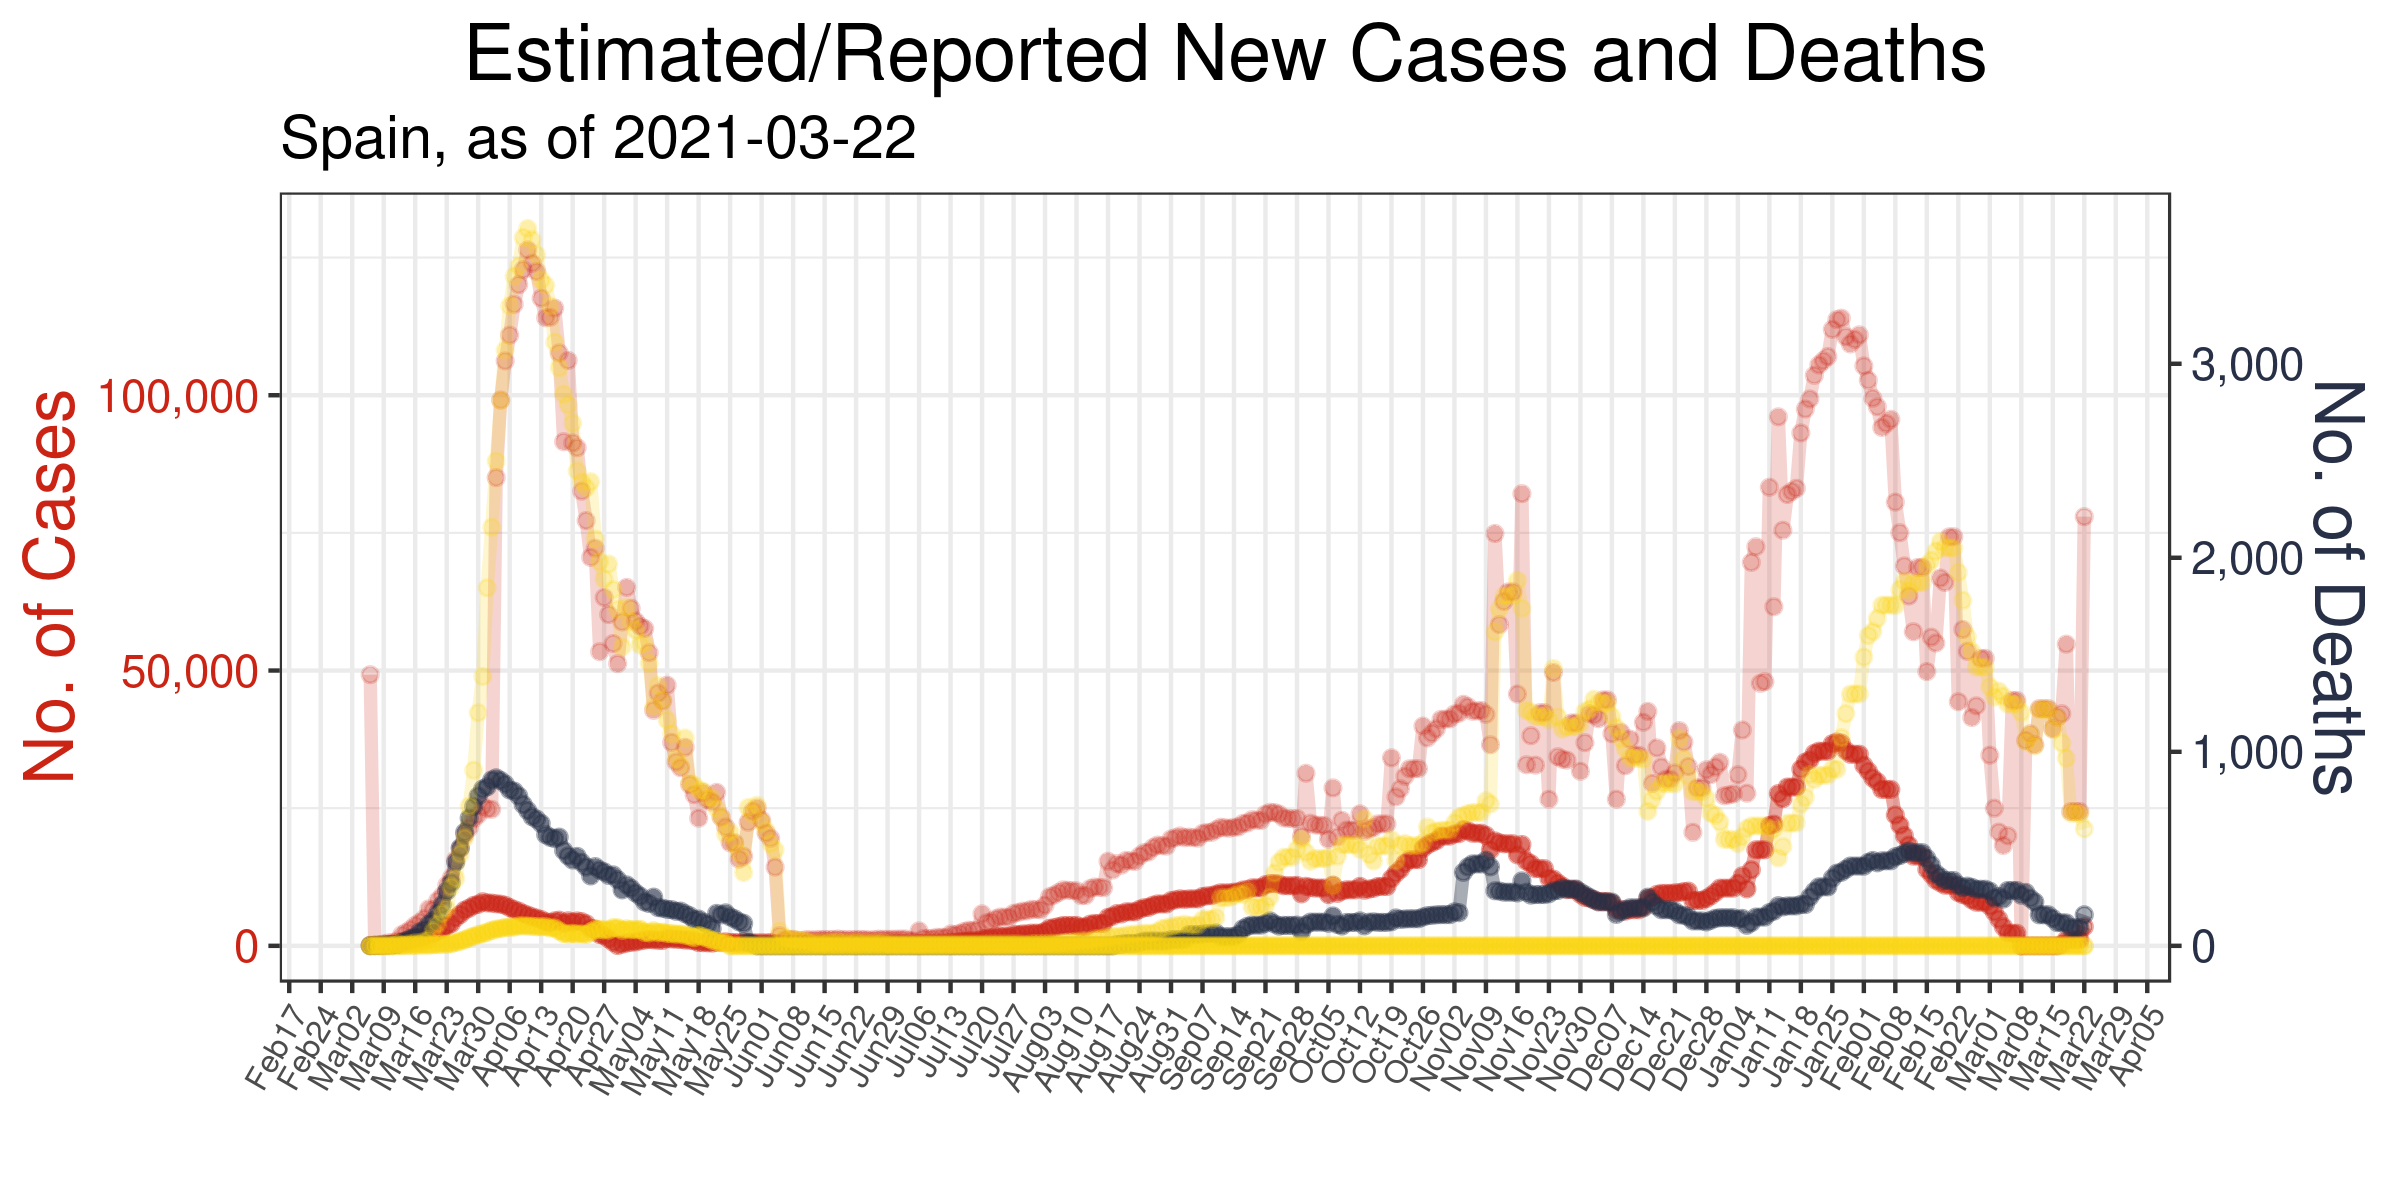 Estimated/Reported New Cases and Deaths
Spain, as of 2021-03-22
No. of Cases
100,000
50,000
0
3,000
2,000
1,000
0
No. of Deaths
Feb17 Feb24 Mar02 Mar09 Mar16 Mar23 Mar30 Apr06 Apr13 Apr20 Apr27 May04 May11 May18 May25 Jun01 Jun08 Jun15 Jun22 Jun29 Jul06 Jul13 Jul20 Jul27 Aug03 Aug10 Aug17 Aug24 Aug31 Sep07 Sep14 Sep21 Sep28 Oct05 Oct12 Oct19 Oct26 Nov02 Nov09 Nov16 Nov23 Nov30 Dec07 Dec14 Dec21 Dec28 Jan04 Jan11 Jan18 Jan25 Feb01 Feb08 Feb15 Feb22 Mar01 Mar08 Mar15 Mar22 Mar29 Apr05